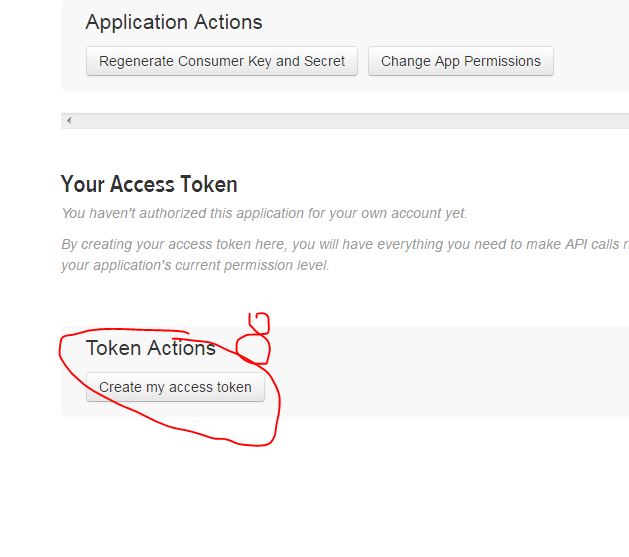 Application Actions
Regenerate Consumer Key and Secret Change App Permissions
Your Access Token
You haven't authorized this application for your own account yet.
By creating your access token here, you will have everything you need to make API calls
your application's current permission level.
Token Actions
Create my access token